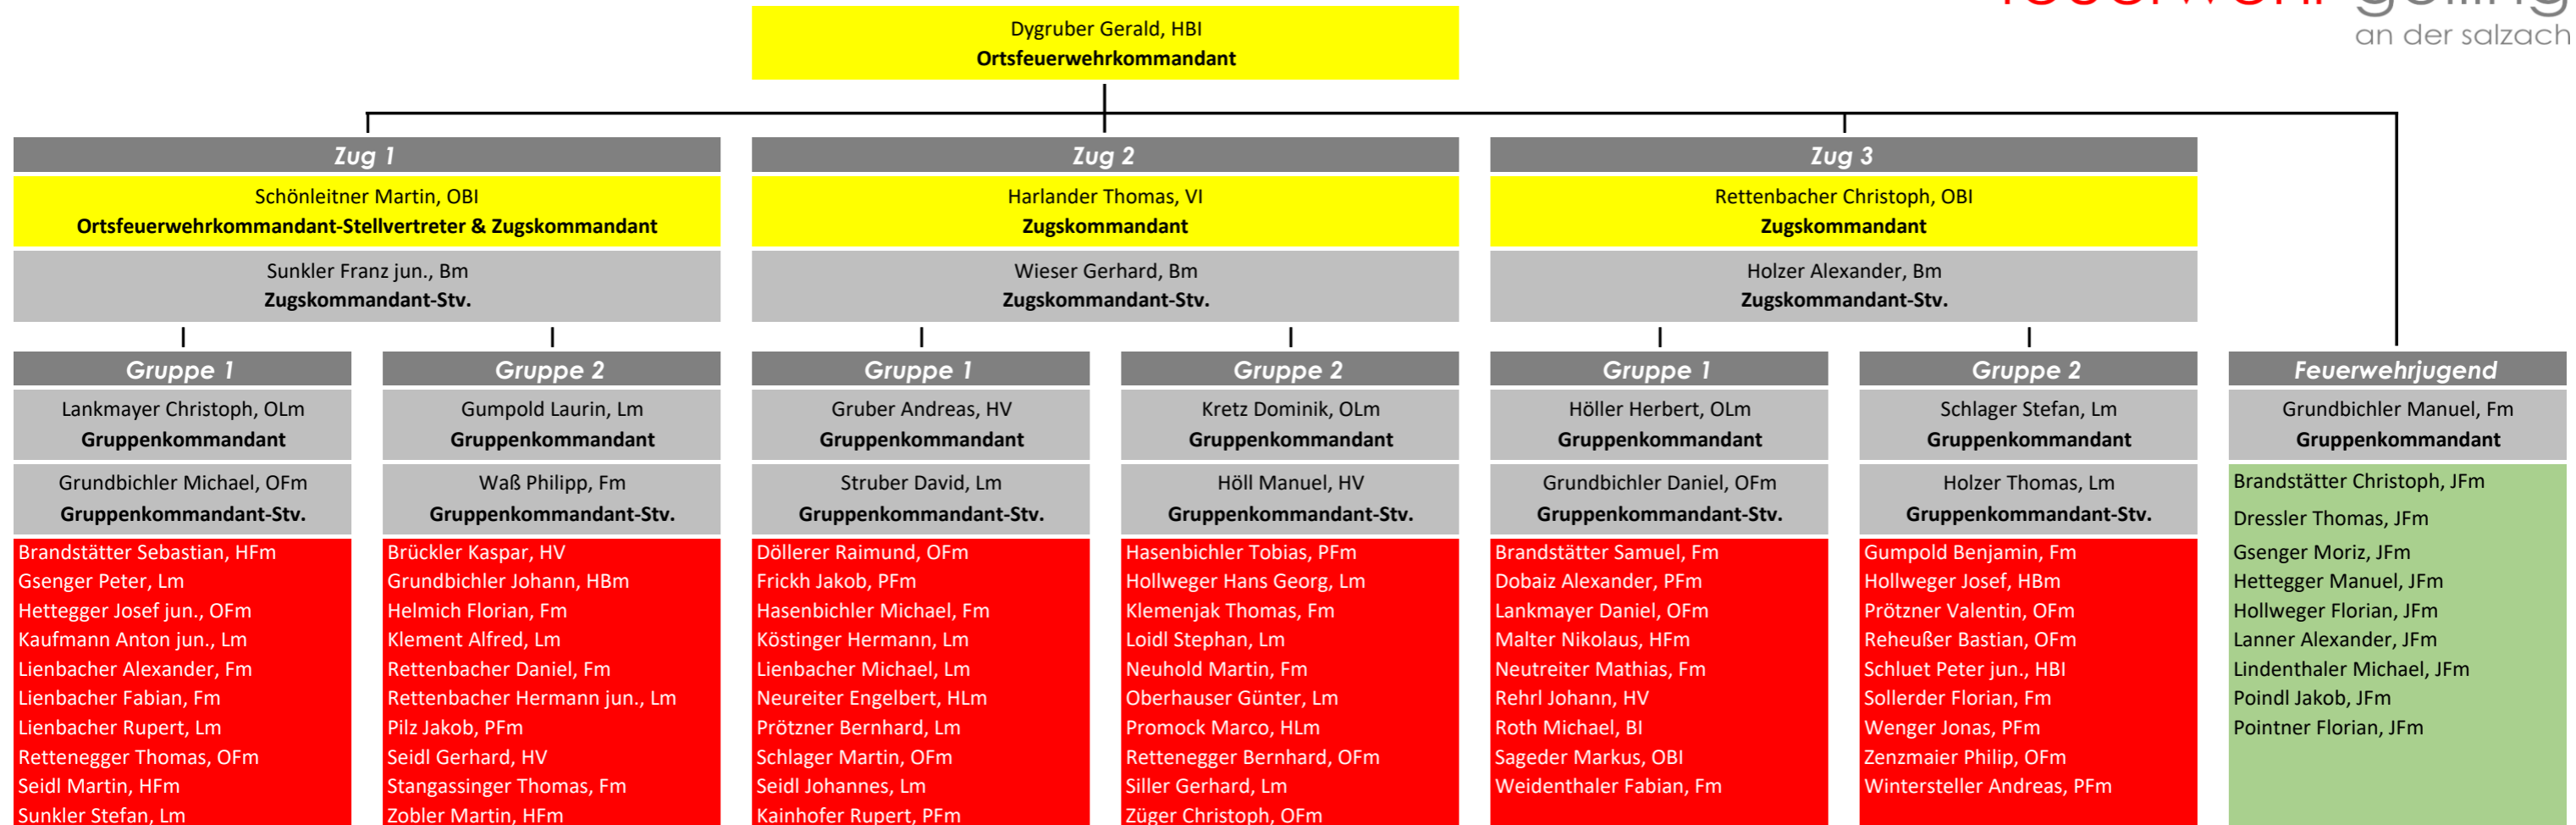 feuerwehr golling
an der salzach
Dygruber Gerald, HBI
Ortsfeuerwehrkommandant
Zug 1
Schönleitner Martin, OBI
Ortsfeuerwehrkommandant-Stellvertreter & Zugskommandant
Sunkler Franz jun., Bm
Zugskommandant-Stv.
Zug 2
Harlander Thomas, VI
Zugskommandant
Wieser Gerhard, Bm
Zugskommandant-Stv.
Zug 3
Rettenbacher Christoph, OBI
Zugskommandant
Holzer Alexander, Bm
Zugskommandant-Stv.
Gruppe 1
Lankmayer Christoph, OLm
Gruppenkommandant
Grundbichler Michael, OFm
Gruppenkommandant-Stv.
Brandstätter Sebastian, HFm
Gsenger Peter, Lm
Hettegger Josef jun., OFm
Kaufmann Anton jun., Lm
Lienbacher Alexander, Fm
Lienbacher Fabian, Fm
Lienbacher Rupert, Lm
Rettenegger Thomas, OFm
Seidl Martin, HFm
Sunkler Stefan, Lm
Gruppe 2
Gumpold Laurin, Lm
Gruppenkommandant
Waß Philipp, Fm
Gruppenkommandant-Stv.
Brückler Kaspar, HV
Grundbichler Johann, HBm
Helmich Florian, Fm
Klement Alfred, Lm
Rettenbacher Daniel, Fm
Rettenbacher Hermann jun., Lm
Pilz Jakob, PFm
Seidl Gerhard, HV
Stangassinger Thomas, Fm
Zobler Martin, HFm
Gruppe 1
Gruber Andreas, HV
Gruppenkommandant
Struber David, Lm
Gruppenkommandant-Stv.
Döllerer Raimund, OFm
Frickh Jakob, PFm
Hasenbichler Michael, Fm
Köstinger Hermann, Lm
Lienbacher Michael, Lm
Neureiter Engelbert, HLm
Prötzner Bernhard, Lm
Schlager Martin, OFm
Seidl Johannes, Lm
Kainhofer Rupert, PFm
Gruppe 2
Kretz Dominik, OLm
Gruppenkommandant
Höll Manuel, HV
Gruppenkommandant-Stv.
Hasenbichler Tobias, PFm
Hollweger Hans Georg, Lm
Klemenjak Thomas, Fm
Loidl Stephan, Lm
Neuhold Martin, Fm
Oberhauser Günter, Lm
Promock Marco, HLm
Rettenegger Bernhard, OFm
Siller Gerhard, Lm
Züger Christoph, OFm
Gruppe 1
Höller Herbert, OLm
Gruppenkommandant
Grundbichler Daniel, OFm
Gruppenkommandant-Stv.
Brandstätter Samuel, Fm
Dobaiz Alexander, PFm
Lankmayer Daniel, OFm
Malter Nikolaus, HFm
Neutreiter Mathias, Fm
Rehrl Johann, HV
Roth Michael, BI
Sageder Markus, OBI
Weidenthaler Fabian, Fm
Gruppe 2
Schlager Stefan, Lm
Gruppenkommandant
Holzer Thomas, Lm
Gruppenkommandant-Stv.
Gumpold Benjamin, Fm
Hollweger Josef, HBm
Prötzner Valentin, OFm
Reheußer Bastian, OFm
Schluet Peter jun., HBI
Sollerder Florian, Fm
Wenger Jonas, PFm
Zenzmaier Philip, OFm
Wintersteller Andreas, PFm
Feuerwehrjugend
Grundbichler Manuel, Fm
Gruppenkommandant
Brandstätter Christoph, JFm
Dressler Thomas, JFm
Gsenger Moriz, JFm
Hettegger Manuel, JFm
Hollweger Florian, JFm
Lanner Alexander, JFm
Lindenthaler Michael, JFm
Poindl Jakob, JFm
Pointner Florian, JFm